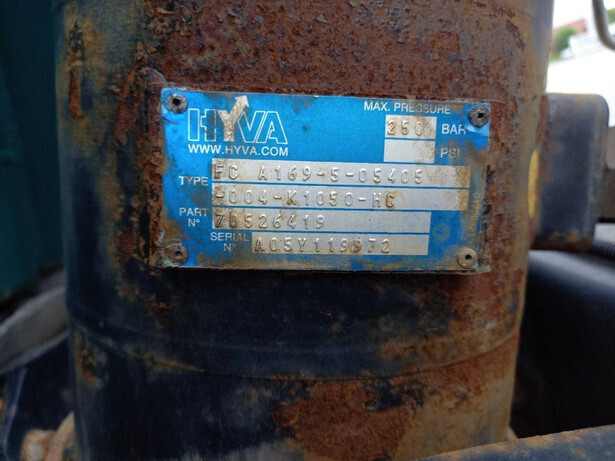 HYVA
WWW.HYVA.COM
MAX. PRESSURE
250 BAR
PSI
TYPE FC A169-5-05405
-004-K1050-HC
PART N° 71526419
SERIAL N° A05Y119972